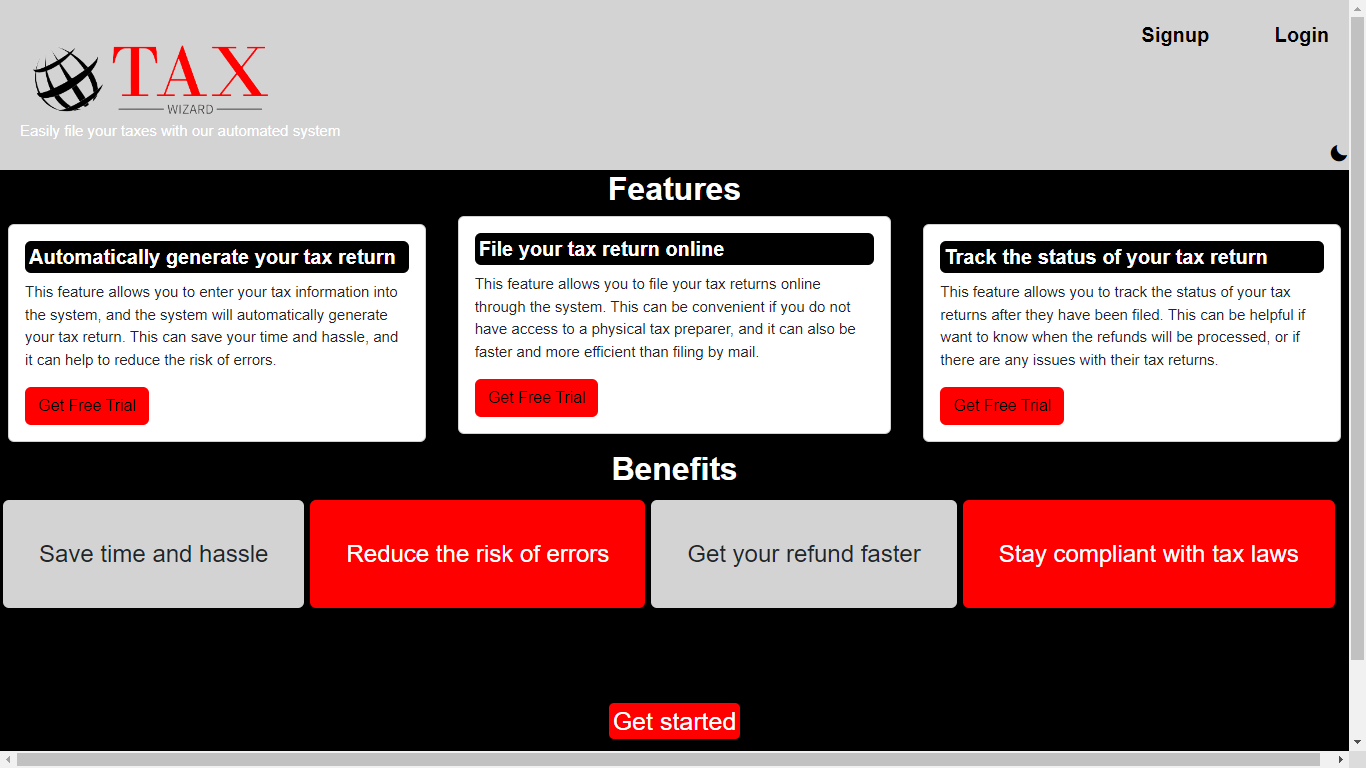 Signup Login
TAX
WIZARD
Easily file your taxes with our automated system
Features
Automatically generate your tax return
This feature allows you to enter your tax information into
the system, and the system will automatically generate
your tax return. This can save your time and hassle, and
it can help to reduce the risk of errors.
Get Free Trial
File your tax return online
This feature allows you to file your tax returns online
through the system. This can be convenient if you do not
have access to a physical tax preparer, and it can also be
faster and more efficient than filing by mail.
Get Free Trial
Track the status of your tax return
This feature allows you to track the status of your tax
returns after they have been filed. This can be helpful if
want to know when the refunds will be processed, or if
there are any issues with their tax returns.
Get Free Trial
Benefits
Save time and hassle
Reduce the risk of errors
Get your refund faster
Stay compliant with tax laws
Get started